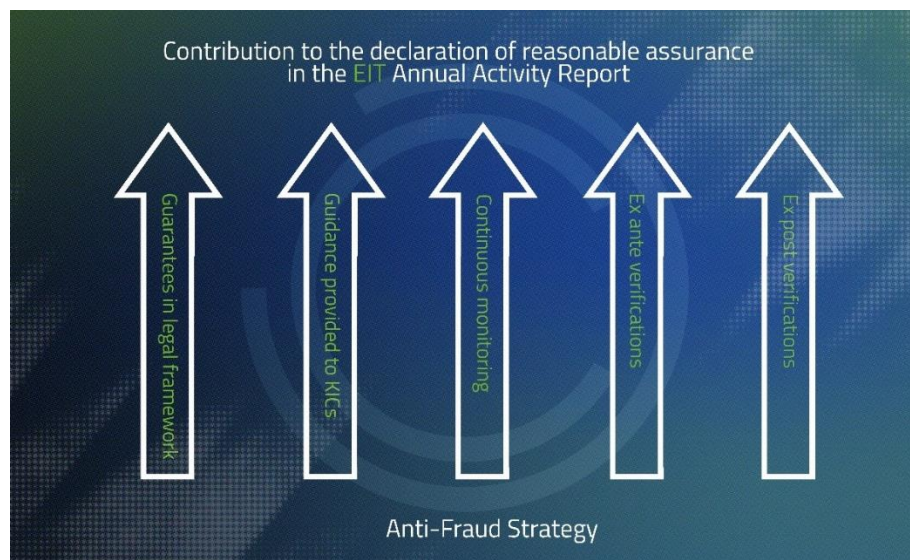 Contribution to the declaration of reasonable assurance
in the EIT Annual Activity Report
Guarantees in legal framework
Guidance provided to KICs
Continuous monitoring
Ex ante verifications
Ex post verifications
Anti-Fraud Strategy